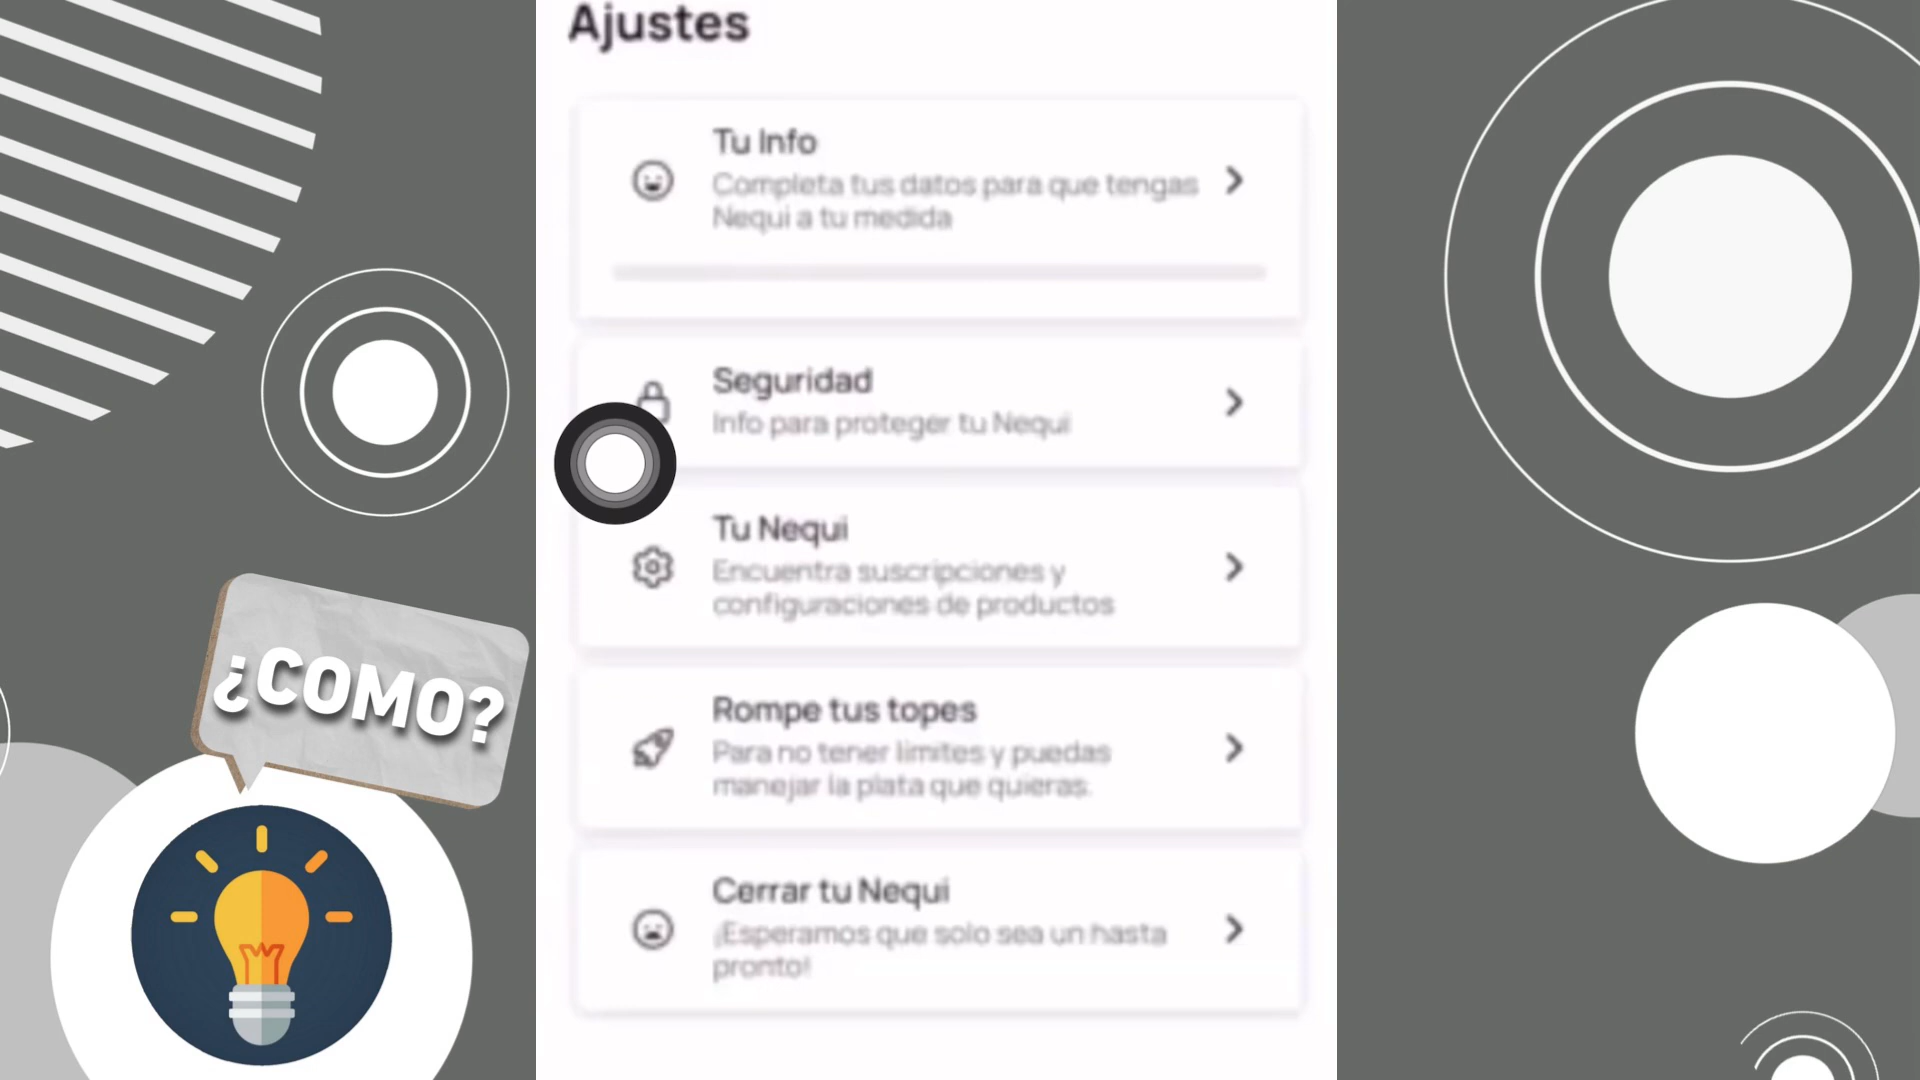 Ajustes
Tu Info
Completa tus datos para que tengas
Nequi a tu medida
Seguridad
Info para proteger tu Nequi
Tu Nequi
Encuentra suscripciones y
configuraciones de productos
Rompe tus topes
Para no tener límites y puedas
manejar la plata que quieras.
Cerrar tu Nequi
¡Esperamos que solo sea un hasta
pronto!
¿COMO?